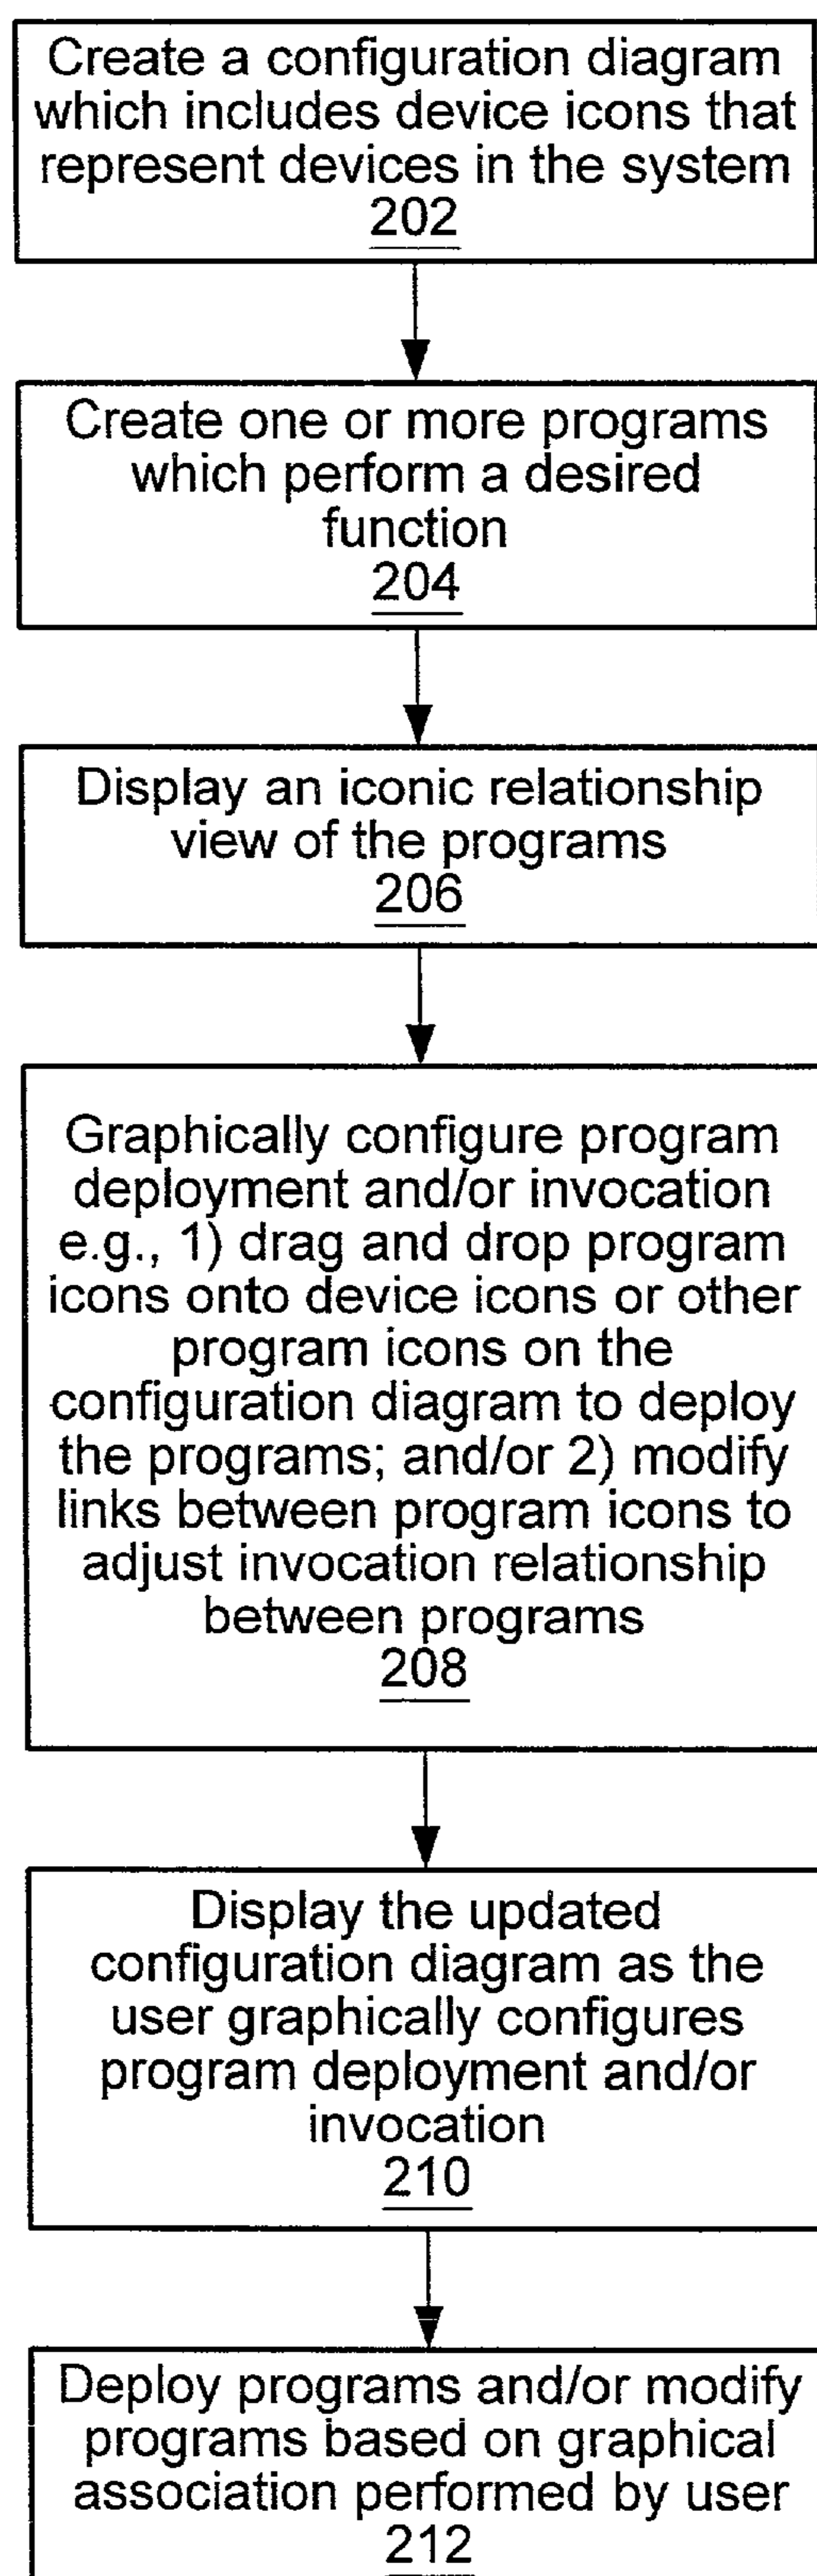 Create a configuration diagram
which includes device icons that
represent devices in the system
202
Create one or more programs
which perform a desired
function
204
Display an iconic relationship
view of the programs
206
Graphically configure program
deployment and/or invocation
e.g., 1) drag and drop program
icons onto device icons or other
program icons on the
configuration diagram to deploy
the programs; and/or 2) modify
links between program icons to
adjust invocation relationship
between programs
208
Display the updated
configuration diagram as the
user graphically configures
program deployment and/or
invocation
210
Deploy programs and/or modify
programs based on graphical
association performed by user
212